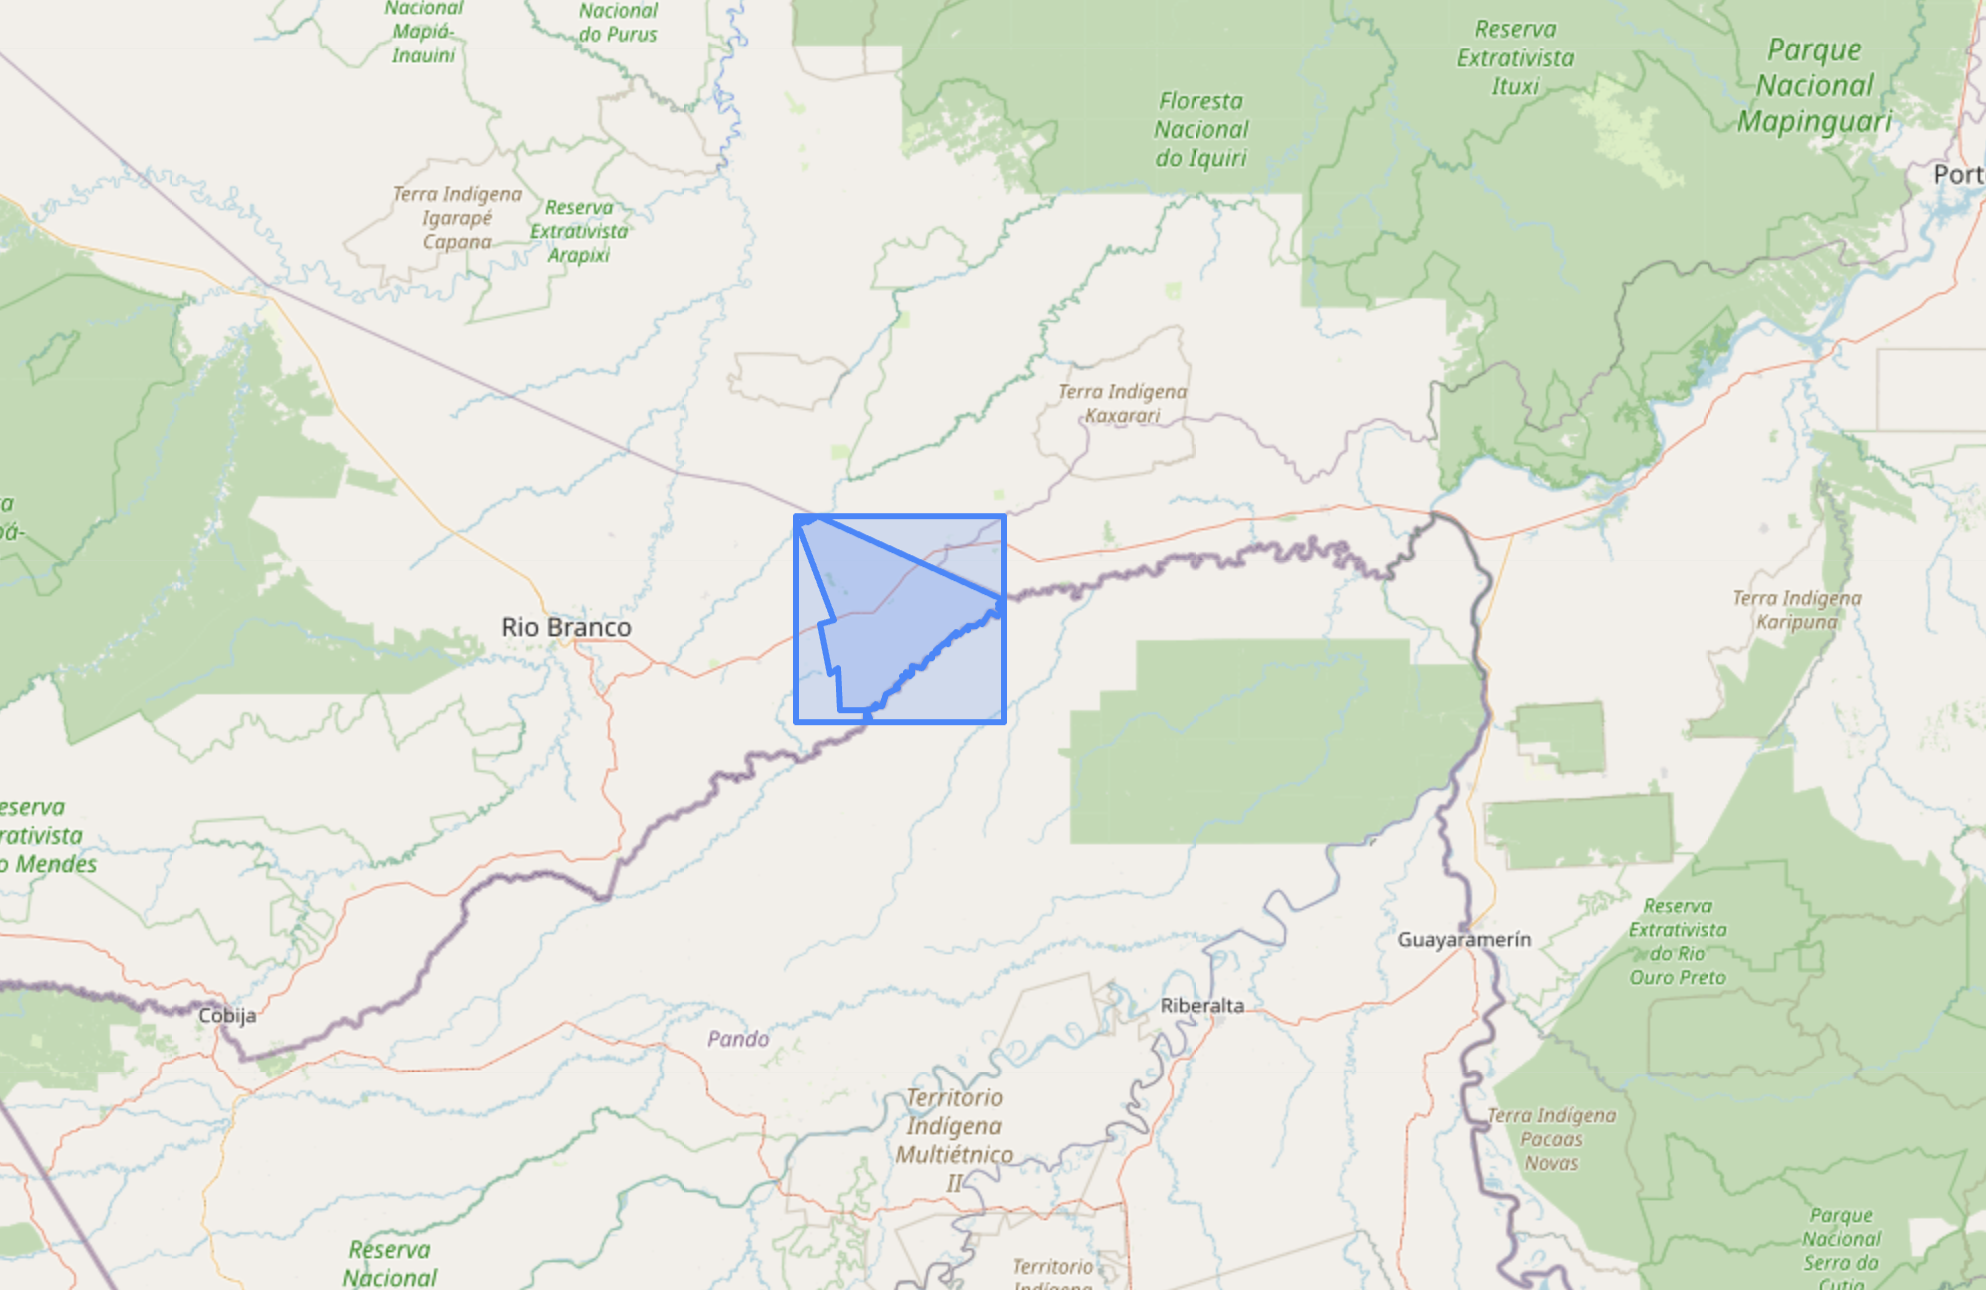 Nacional
Mapiá-
Inauini
Nacional
do Purus
Reserva
Extrativista
Ituxi
Parque
Nacional
Mapinguari
Floresta
Nacional
do Iquiri
Port
Terra Indígena
Igarapé
Capana
Reserva
Extrativista
Arapixi
Terra Indígena
Kaxarari
a
pá-
Rio Branco
Terra Indígena
Karipuna
eserva
rativista
o Mendes
Reserva
Extrativista
do Rio
Ouro Preto
Guayaramerín
Riberalta
Cobija
Pando
Territorio
Indígena
Multiétnico
II
Terra Indígena
Pacaas
Novas
Reserva
Nacional
Territorio
Indígena
Parque
Nacional
Serra da
Cutia